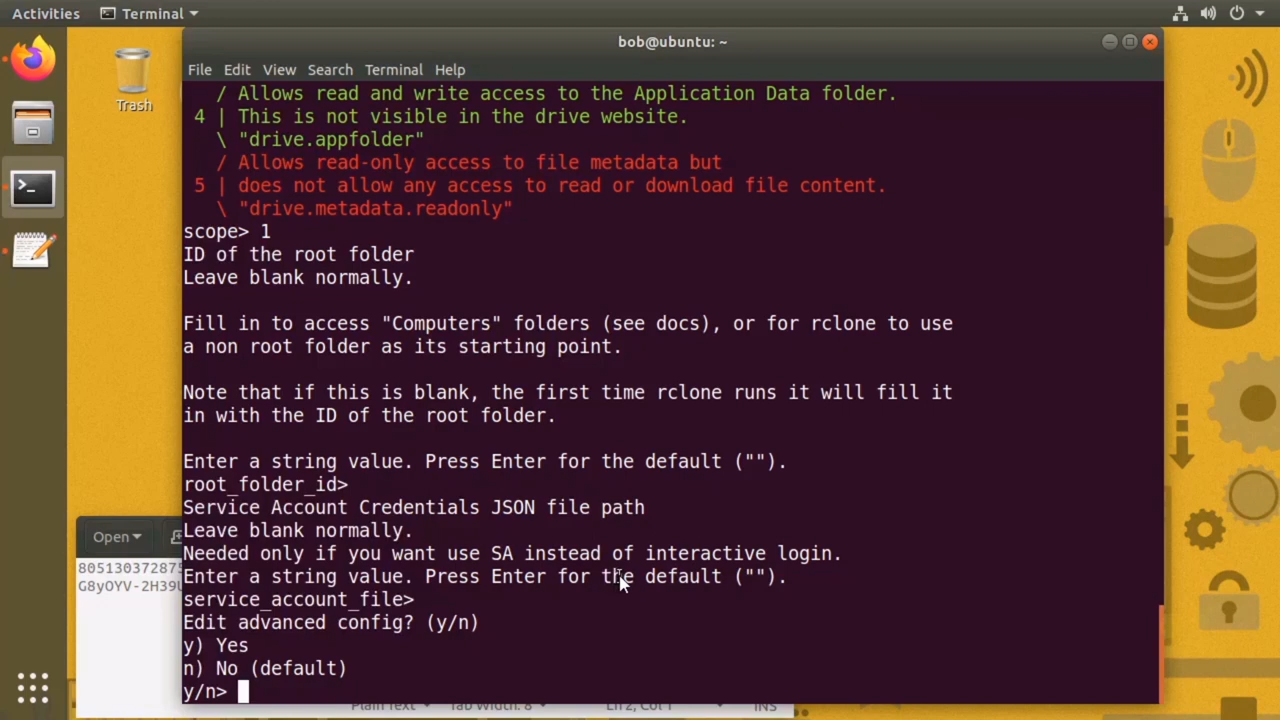 Activities
Terminal
bob@ubuntu: ~
File Edit View Search Terminal Help
Trash
/ Allows read and write access to the Application Data folder.
4 | This is not visible in the drive website.
\ "drive.appfolder"
/ Allows read-only access to file metadata but
5 | does not allow any access to read or download file content.
\ "drive.metadata.readonly"
scope> 1
ID of the root folder
Leave blank normally.
Fill in to access "Computers" folders (see docs), or for rclone to use
a non root folder as its starting point.
Note that if this is blank, the first time rclone runs it will fill it
in with the ID of the root folder.
Enter a string value. Press Enter for the default ("").
root_folder_id>
Service Account Credentials JSON file path
Leave blank normally.
Needed only if you want use SA instead of interactive login.
Enter a string value. Press Enter for the default ("").
service_account_file>
Edit advanced config? (y/n)
y) Yes
n) No (default)
y/n>
Open
805130372875
G8yOYV-2H39U
Plain Text Tab Width: 8 Ln 2, Col 1 INS